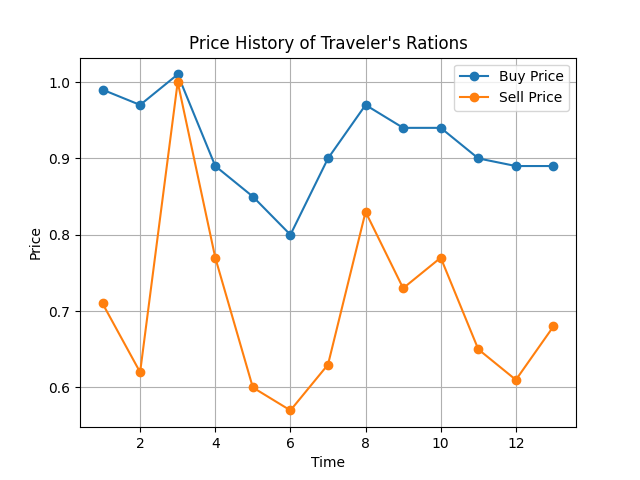 Price History of Traveler's Rations
Buy Price
Sell Price
Price
1.0
0.9
0.8
0.7
0.6
2 4 6 8 10 12
Time